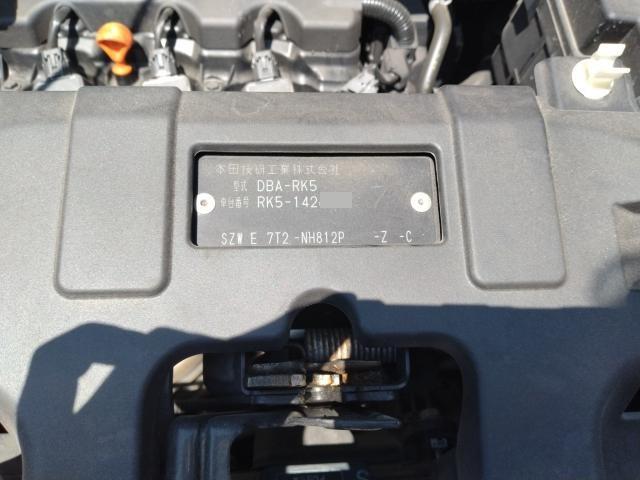 本田技研工業株式会社
型式 DBA-RK5
車台番号 RK5-142
SZW E 7T2 -NH812P -Z -C